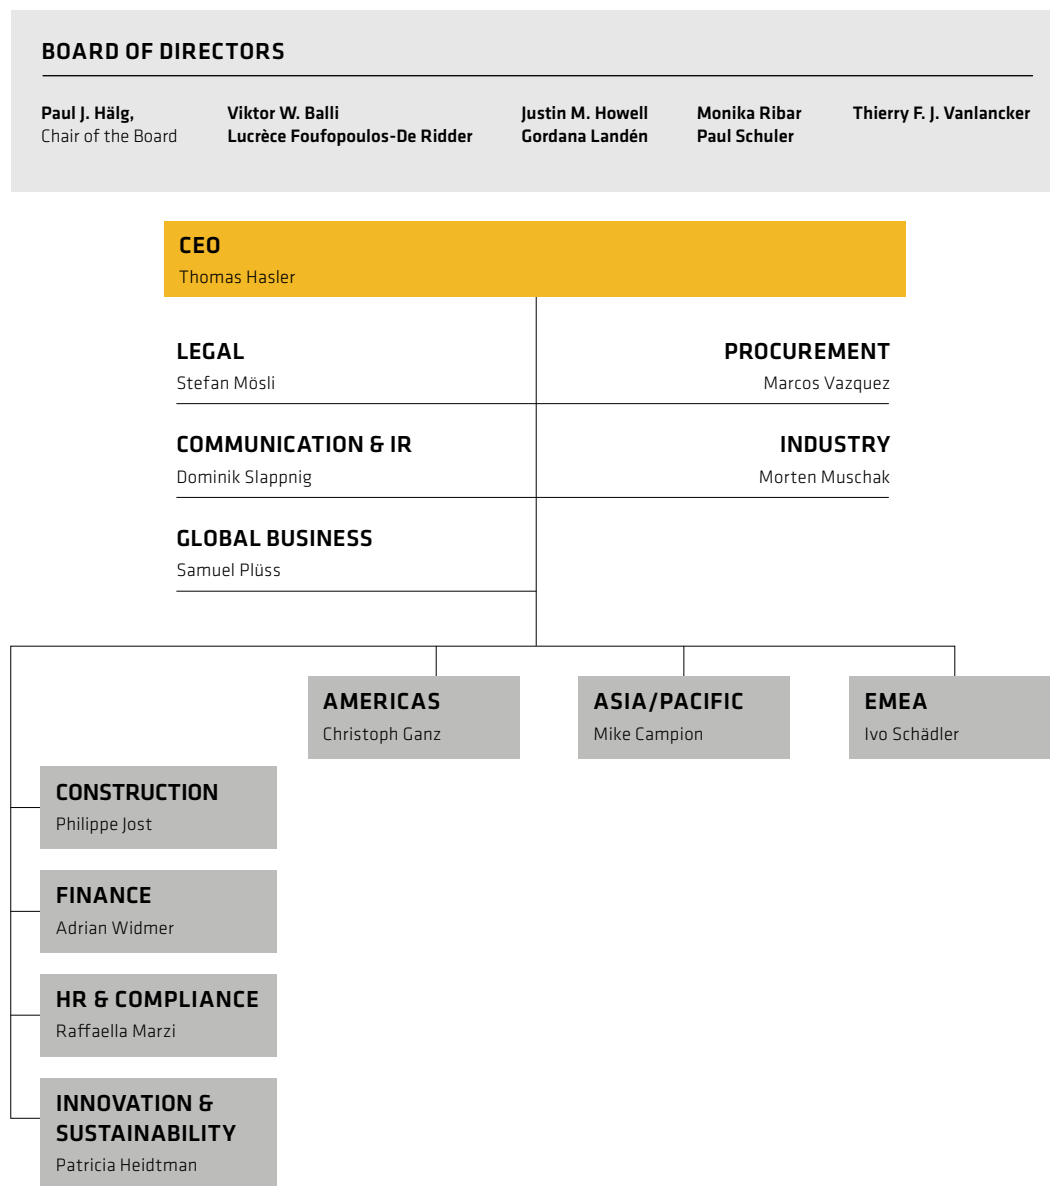 BOARD OF DIRECTORS
Paul J. Hälg,
Chair of the Board
Viktor W. Balli
Lucrèce Foufopoulos-De Ridder
Justin M. Howell
Gordana Landén
Monika Ribar
Paul Schuler
Thierry F. J. Vanlancker
CEO
Thomas Hasler
LEGAL
Stefan Mösli
PROCUREMENT
Marcos Vazquez
COMMUNICATION & IR
Dominik Slappnig
INDUSTRY
Morten Muschak
GLOBAL BUSINESS
Samuel Plüss
AMERICAS
Christoph Ganz
ASIA/PACIFIC
Mike Campion
EMEA
Ivo Schädler
CONSTRUCTION
Philippe Jost
FINANCE
Adrian Widmer
HR & COMPLIANCE
Raffaella Marzi
INNOVATION &
SUSTAINABILITY
Patricia Heidtman